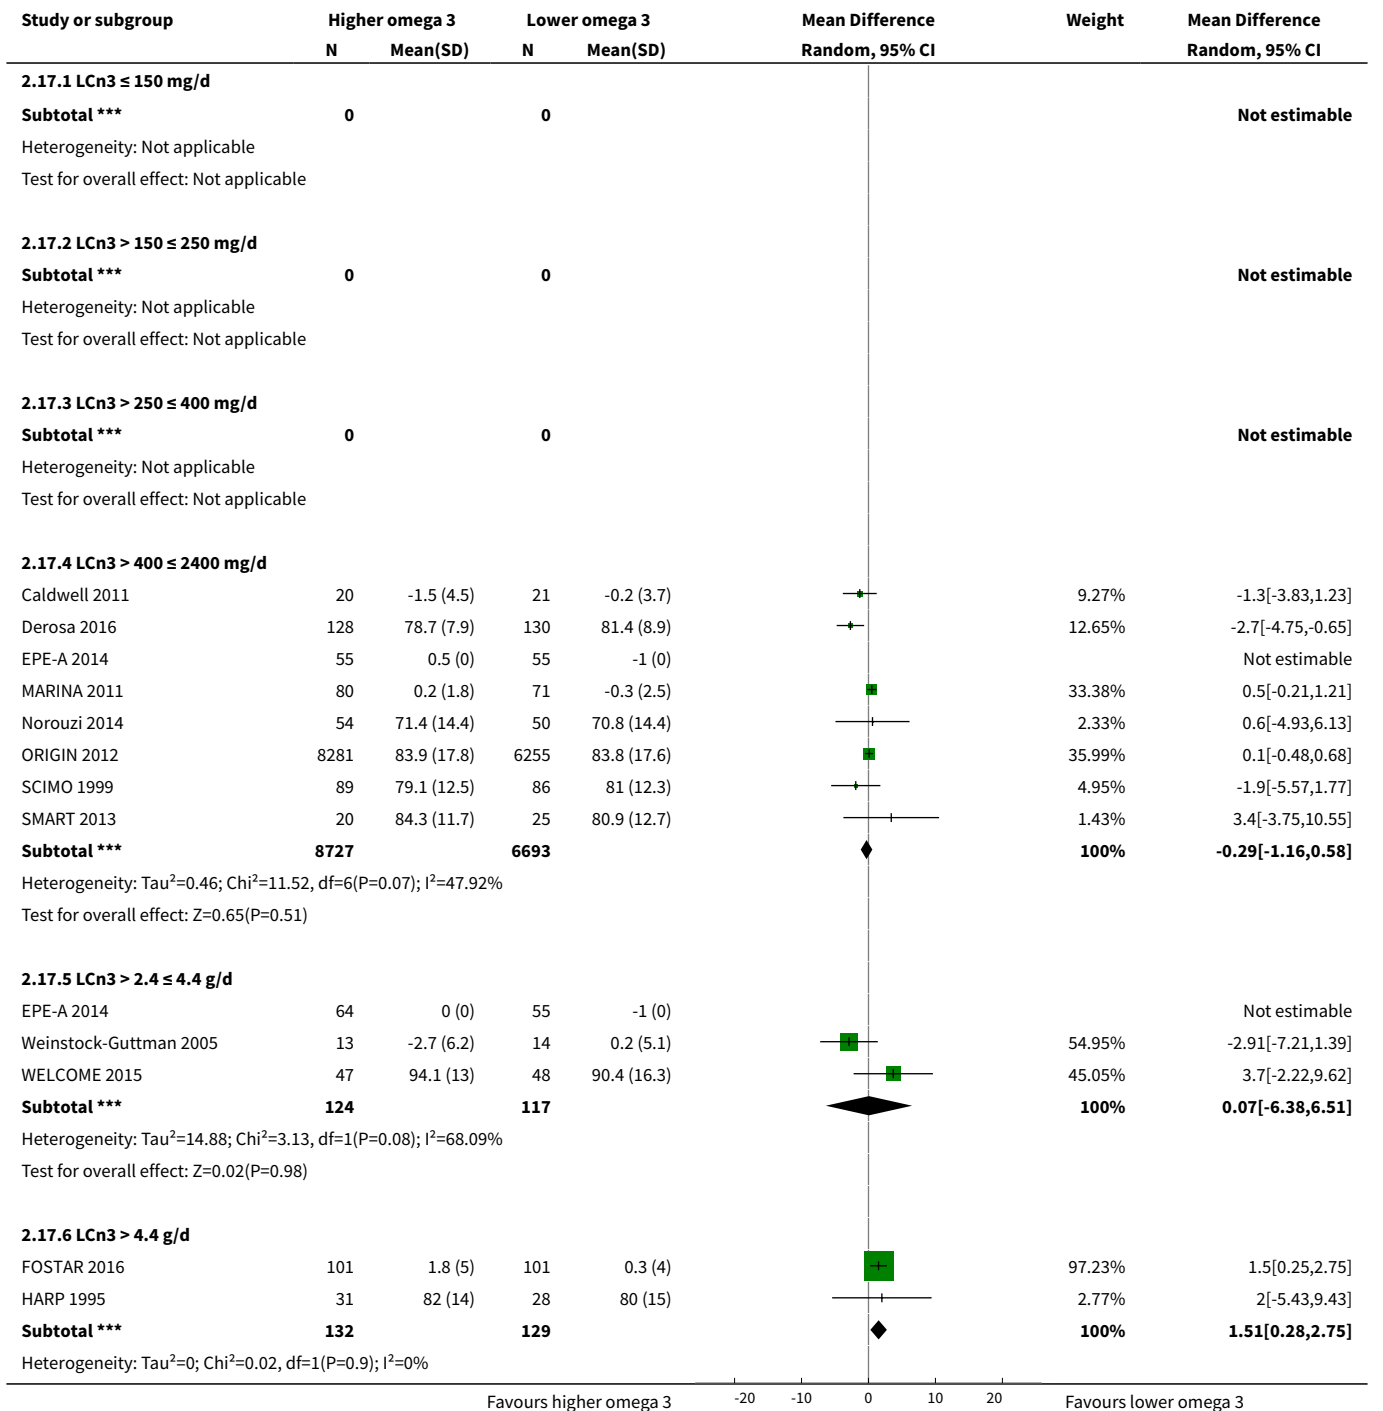 Study or subgroup Higher omega 3 Lower omega 3 Mean Difference Weight Mean Difference
N Mean(SD) N Mean(SD) Random, 95% CI Random, 95% CI
2.17.1 LCn3 ≤ 150 mg/d
Subtotal *** 0 0 Not estimable
Heterogeneity: Not applicable
Test for overall effect: Not applicable
2.17.2 LCn3 > 150 ≤ 250 mg/d
Subtotal *** 0 0 Not estimable
Heterogeneity: Not applicable
Test for overall effect: Not applicable
2.17.3 LCn3 > 250 ≤ 400 mg/d
Subtotal *** 0 0 Not estimable
Heterogeneity: Not applicable
Test for overall effect: Not applicable
2.17.4 LCn3 > 400 ≤ 2400 mg/d
Caldwell 2011 20 -1.5 (4.5) 21 -0.2 (3.7) 9.27% -1.3[-3.83,1.23]
Derosa 2016 128 78.7 (7.9) 130 81.4 (8.9) 12.65% -2.7[-4.75,-0.65]
EPE-A 2014 55 0.5 (0) 55 -1 (0) Not estimable
MARINA 2011 80 0.2 (1.8) 71 -0.3 (2.5) 33.38% 0.5[-0.21,1.21]
Norouzi 2014 54 71.4 (14.4) 50 70.8 (14.4) 2.33% 0.6[-4.93,6.13]
ORIGIN 2012 8281 83.9 (17.8) 6255 83.8 (17.6) 35.99% 0.1[-0.48,0.68]
SCIMO 1999 89 79.1 (12.5) 86 81 (12.3) 4.95% -1.9[-5.57,1.77]
SMART 2013 20 84.3 (11.7) 25 80.9 (12.7) 1.43% 3.4[-3.75,10.55]
Subtotal *** 8727 6693 100% -0.29[-1.16,0.58]
Heterogeneity: Tau²=0.46; Chi²=11.52, df=6(P=0.07); I²=47.92%
Test for overall effect: Z=0.65(P=0.51)
2.17.5 LCn3 > 2.4 ≤ 4.4 g/d
EPE-A 2014 64 0 (0) 55 -1 (0) Not estimable
Weinstock-Guttman 2005 13 -2.7 (6.2) 14 0.2 (5.1) 54.95% -2.91[-7.21,1.39]
WELCOME 2015 47 94.1 (13) 48 90.4 (16.3) 45.05% 3.7[-2.22,9.62]
Subtotal *** 124 117 100% 0.07[-6.38,6.51]
Heterogeneity: Tau²=14.88; Chi²=3.13, df=1(P=0.08); I²=68.09%
Test for overall effect: Z=0.02(P=0.98)
2.17.6 LCn3 > 4.4 g/d
FOSTAR 2016 101 1.8 (5) 101 0.3 (4) 97.23% 1.5[0.25,2.75]
HARP 1995 31 82 (14) 28 80 (15) 2.77% 2[-5.43,9.43]
Subtotal *** 132 129 100% 1.51[0.28,2.75]
Heterogeneity: Tau²=0; Chi²=0.02, df=1(P=0.9); I²=0%
Favours higher omega 3 -20 -10 0 10 20 Favours lower omega 3